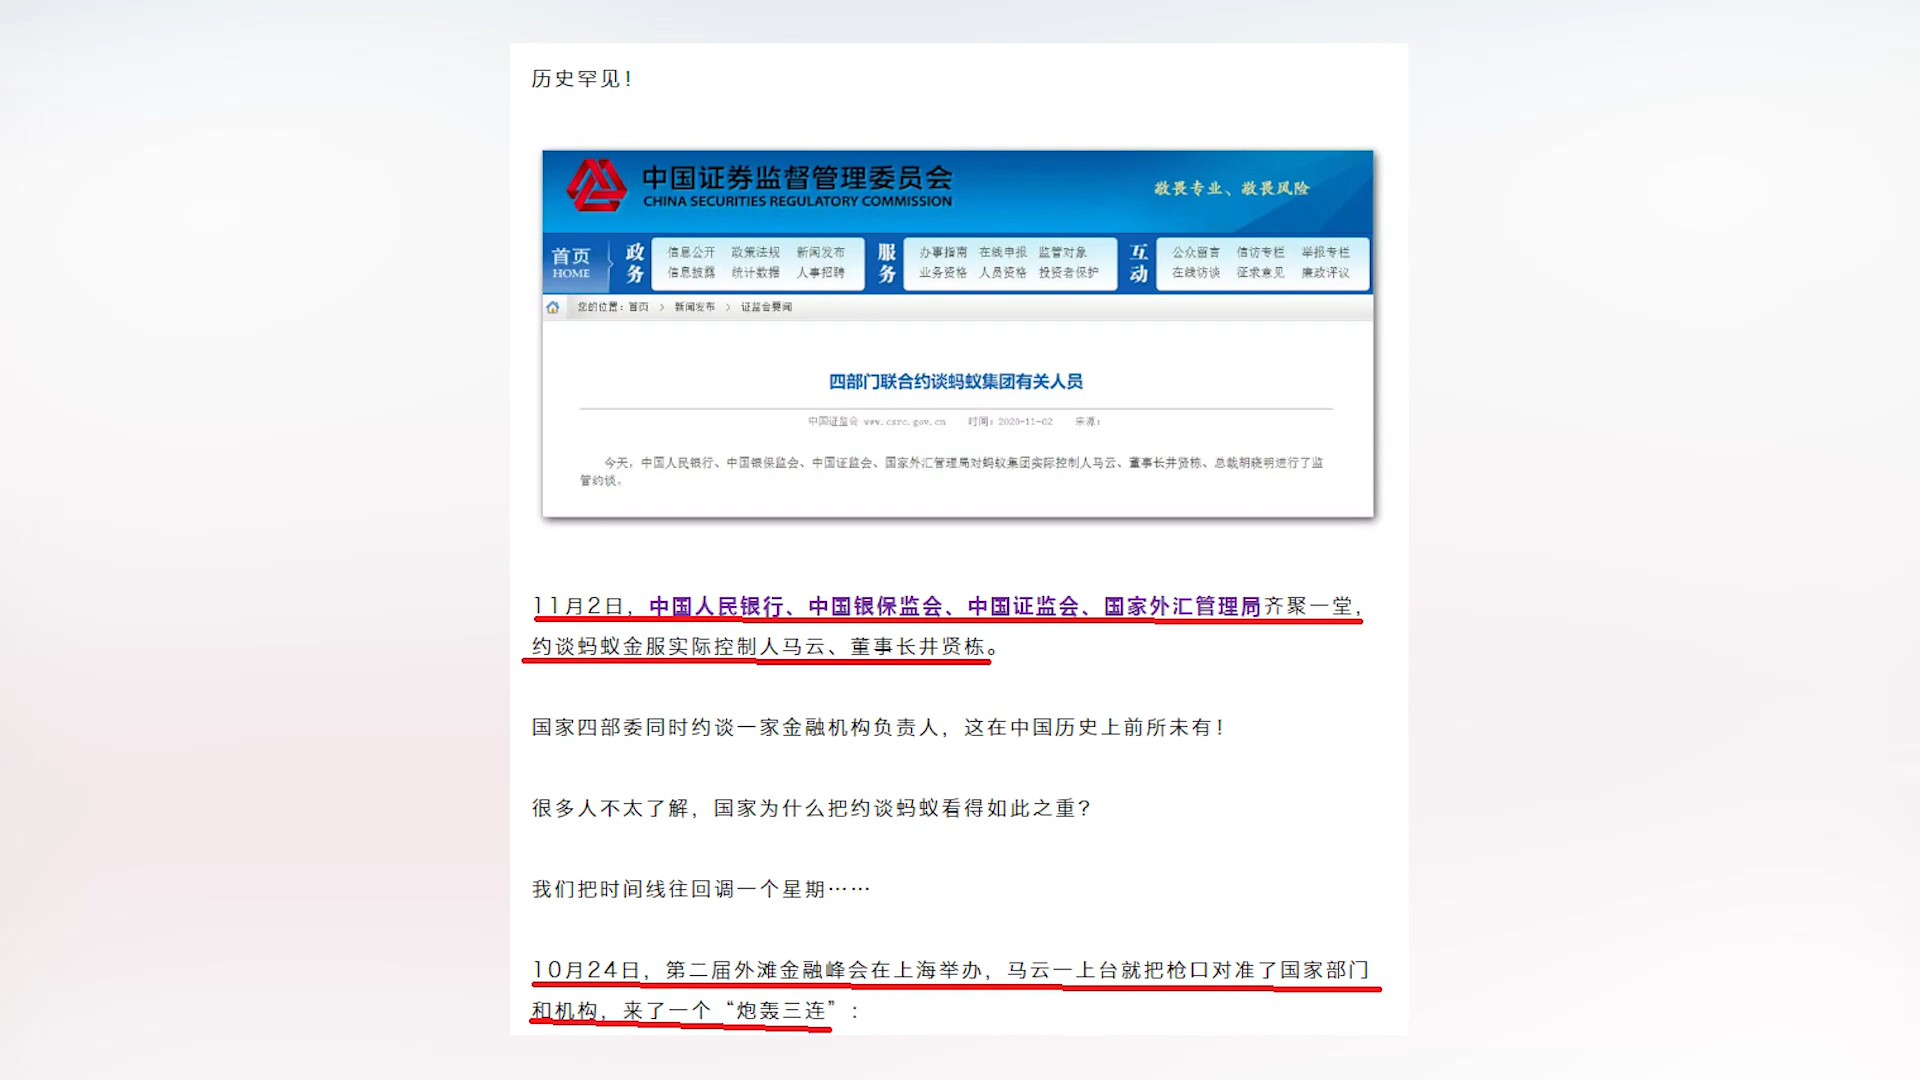 历史罕见！
中国证券监督管理委员会
CHINA SECURITIES REGULATORY COMMISSION
敬畏专业、敬畏风险
首页
HOME
政务
信息公开 政策法规 新闻发布
信息披露 统计数据 人事招聘
服务
办事指南 在线申报 监管对象
业务资格 人员资格 投资者保护
互动
公众留言 信访专栏 举报专栏
在线访谈 征求意见 廉政评议
您的位置：首页 > 新闻发布 > 证监会要闻
四部门联合约谈蚂蚁集团有关人员
中国证监会 www.csrc.gov.cn 时间：2020-11-02 来源：
今天，中国人民银行、中国银保监会、中国证监会、国家外汇管理局对蚂蚁集团实际控制人马云、董事长井贤栋、总裁胡晓明进行了监
管约谈。
11月2日，中国人民银行、中国银保监会、中国证监会、国家外汇管理局齐聚一堂，
约谈蚂蚁金服实际控制人马云、董事长井贤栋。
国家四部委同时约谈一家金融机构负责人，这在中国历史上前所未有！
很多人不太了解，国家为什么把约谈蚂蚁看得如此之重？
我们把时间线往回调一个星期……
10月24日，第二届外滩金融峰会在上海举办，马云一上台就把枪口对准了国家部门
和机构，来了一个“炮轰三连”：